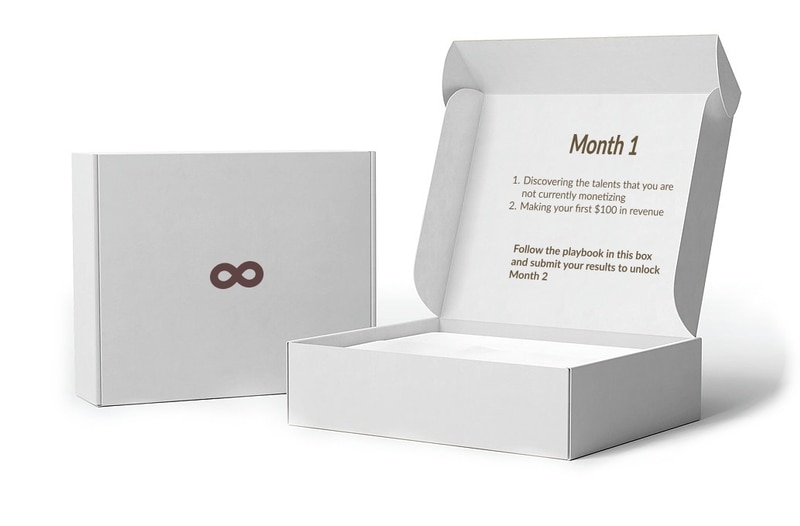 Month 1
1. Discovering the talents that you are
not currently monetizing
2. Making your first $100 in revenue
Follow the playbook in this box
and submit your results to unlock
Month 2